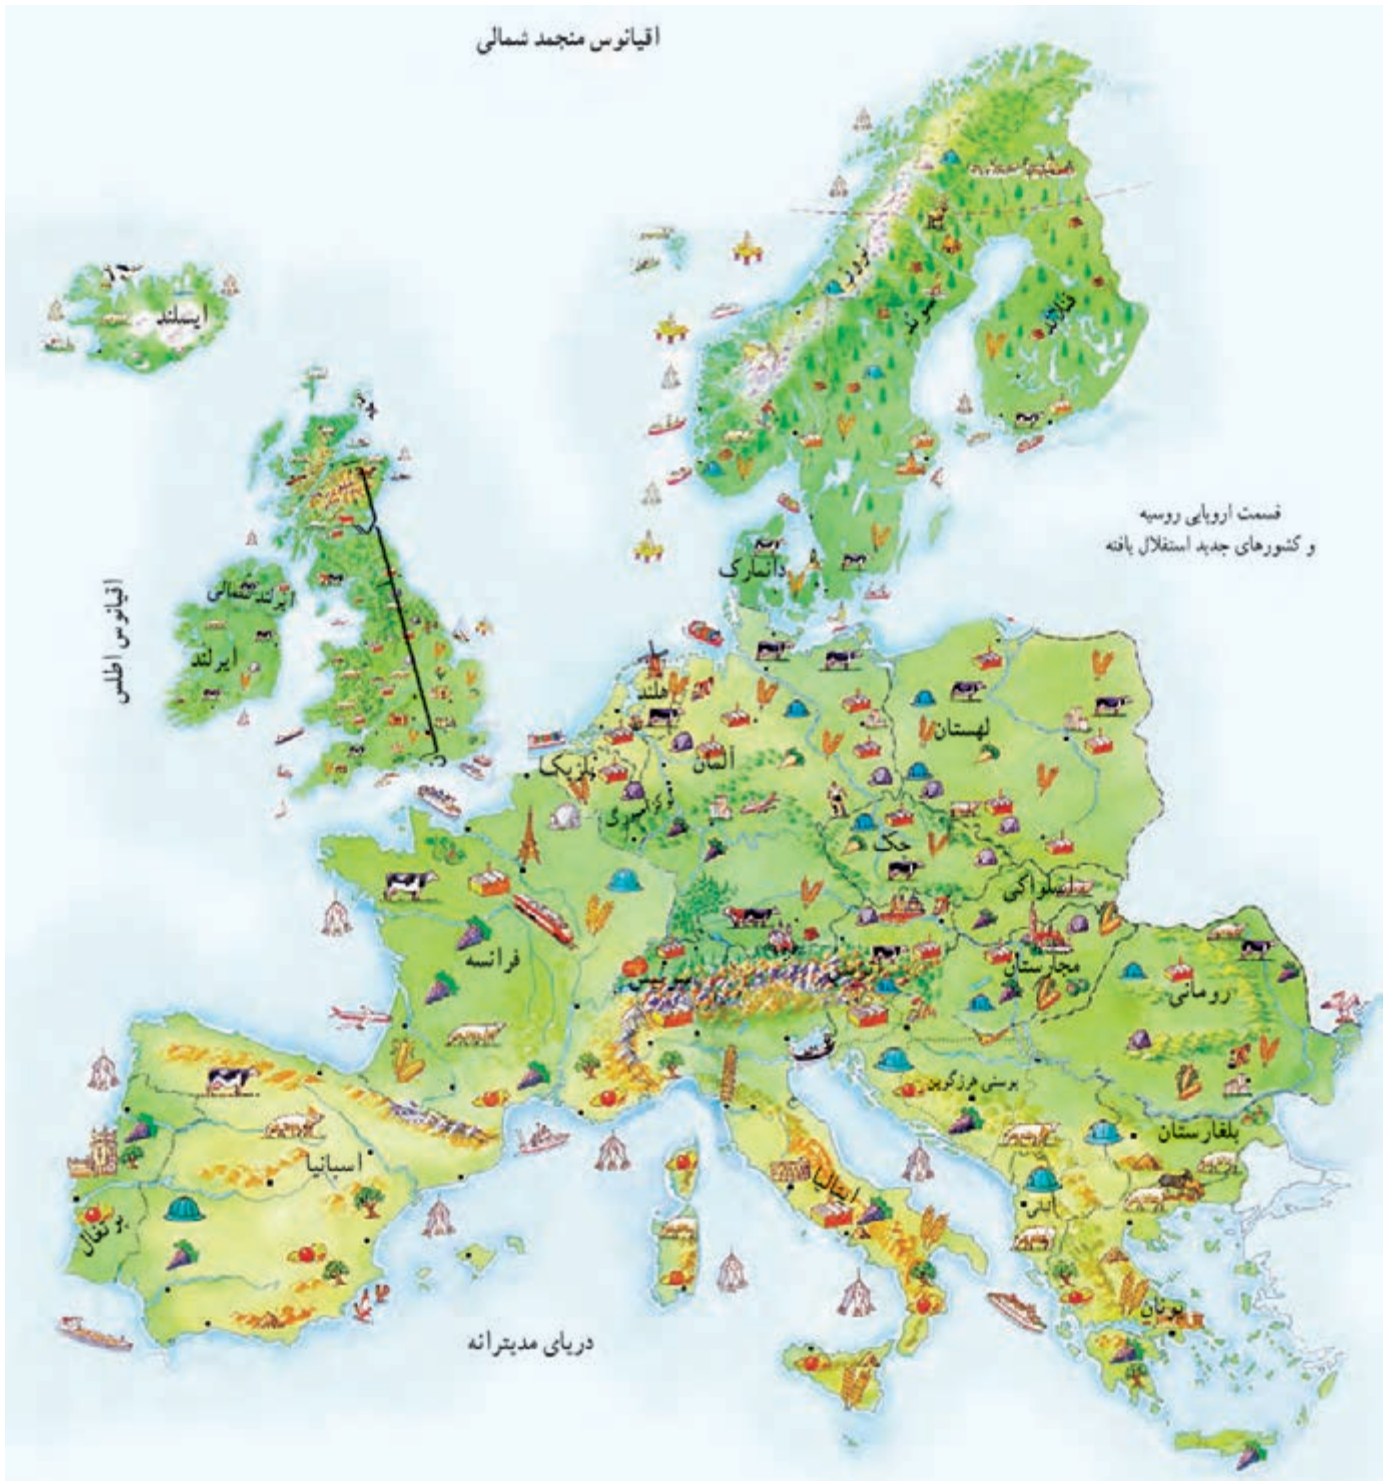 اقیانوس منجمد شمالی
نروژ
سوئد
فنلاند
ایسلند
قسمت اروپایی روسیه
و کشورهای جدید استقلال یافته
دانمارک
اقیانوس اطلس
ایرلند شمالی
ایرلند
هلند
لهستان
آلمان
بلژیک
چک
اسلواکی
فرانسه
سوئیس
اتریش
مجارستان
رومانی
بوسنی هرزگوین
بلغارستان
اسپانیا
ایتالیا
آلبانی
پرتغال
یونان
دریای مدیترانه